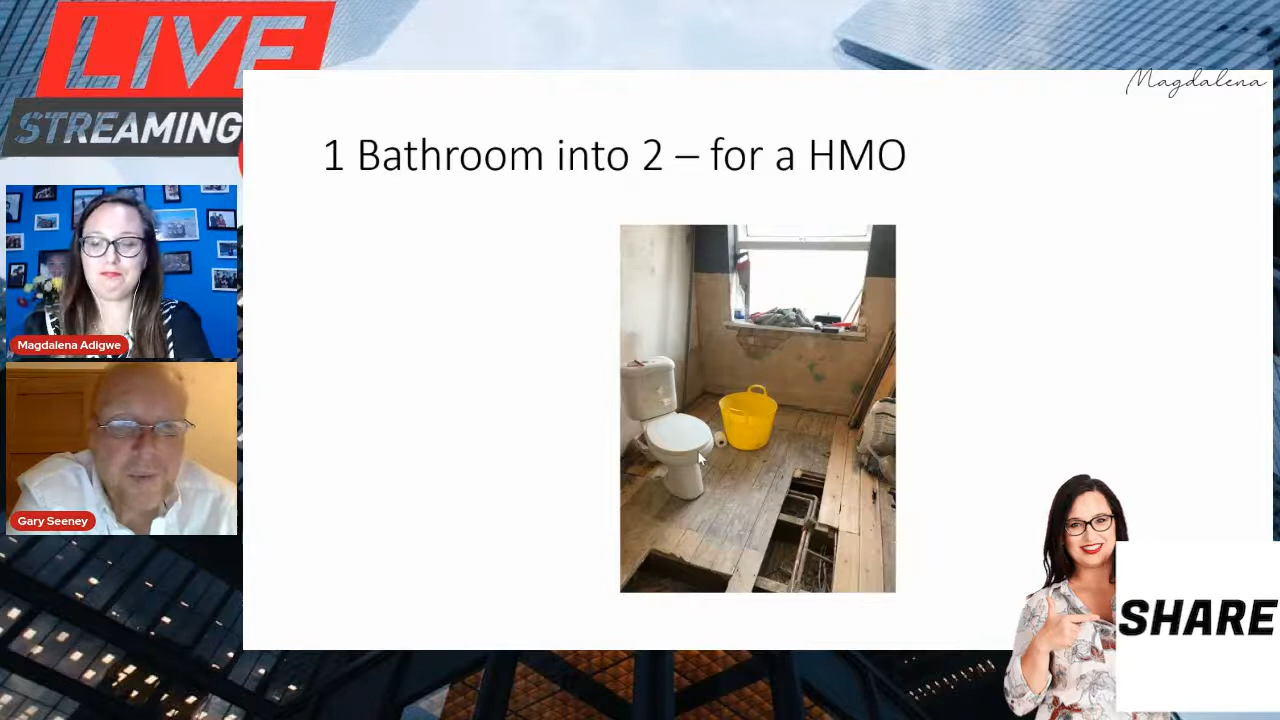 LIVE
STREAMING
Magdalena
1 Bathroom into 2 – for a HMO
Magdalena Adigwe
Gary Seeney
SHARE